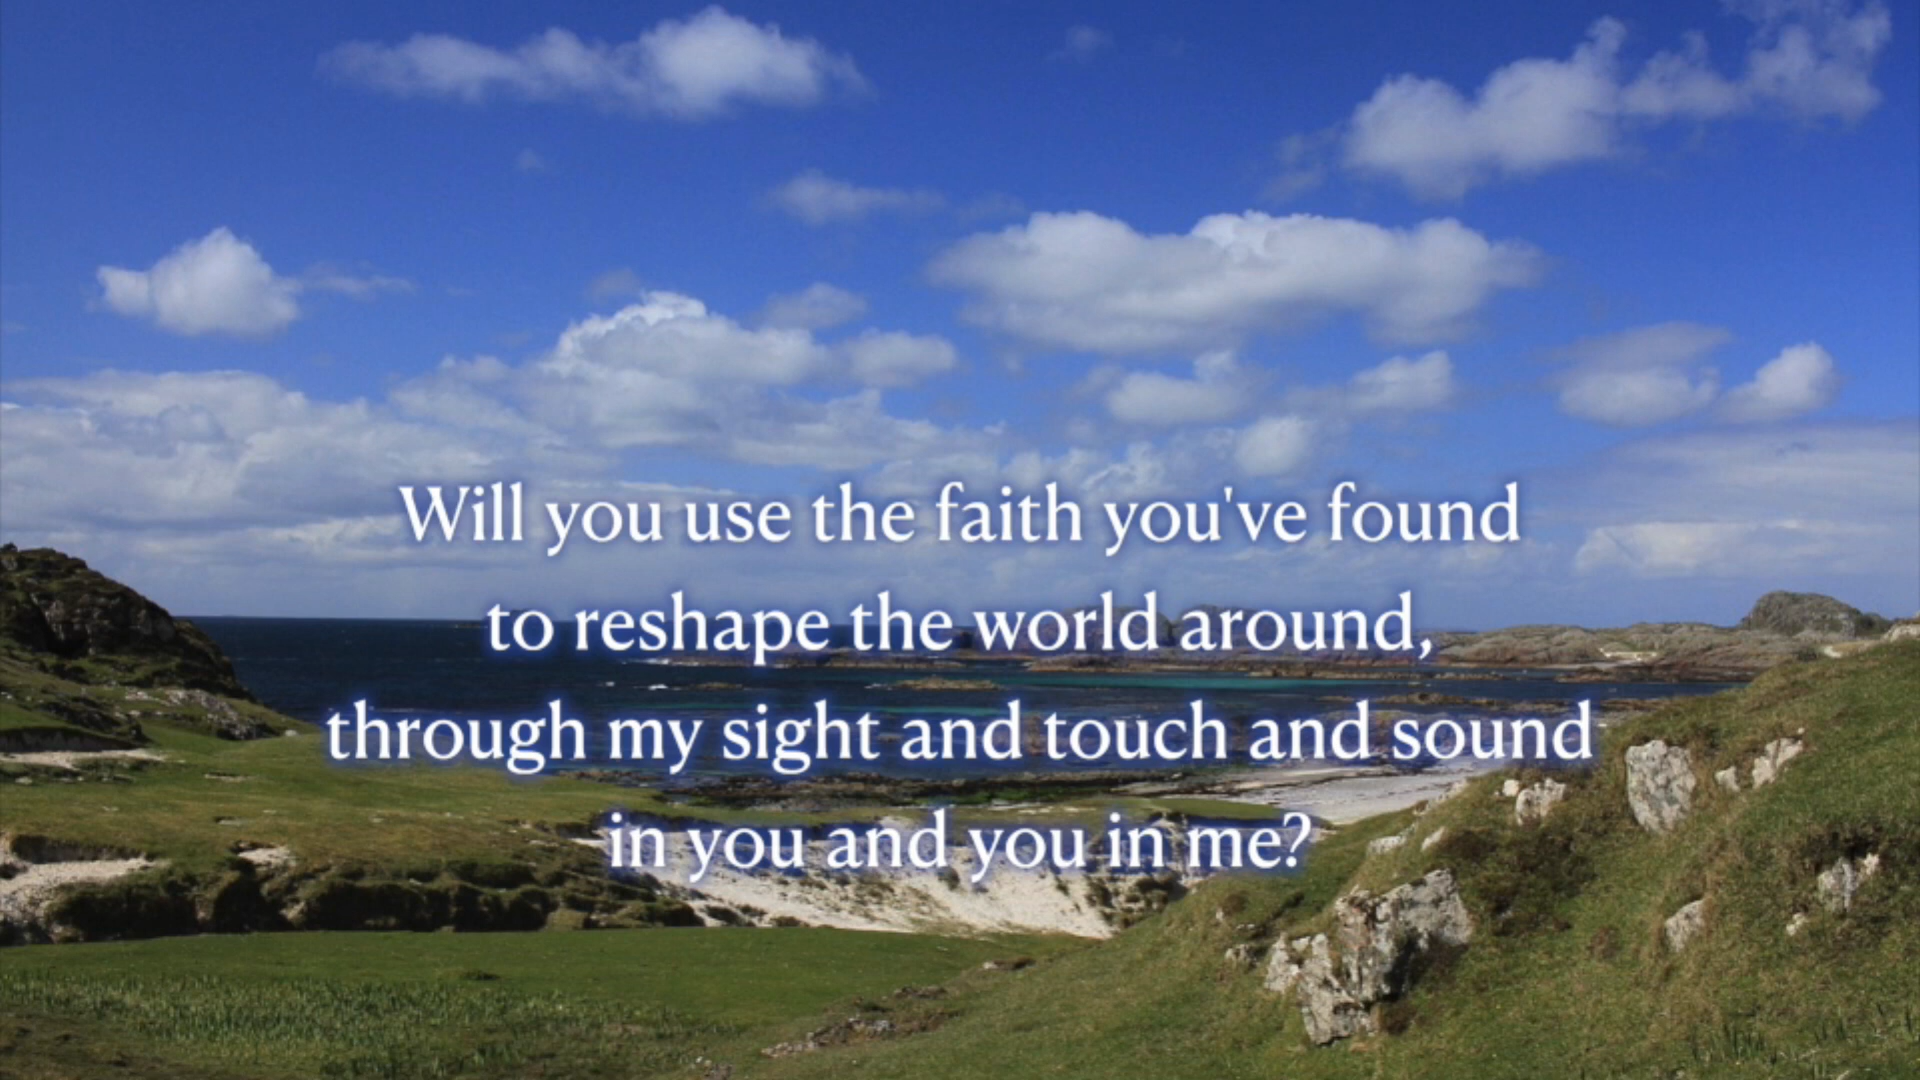 Will you use the faith you've found
to reshape the world around,
through my sight and touch and sound
in you and you in me?